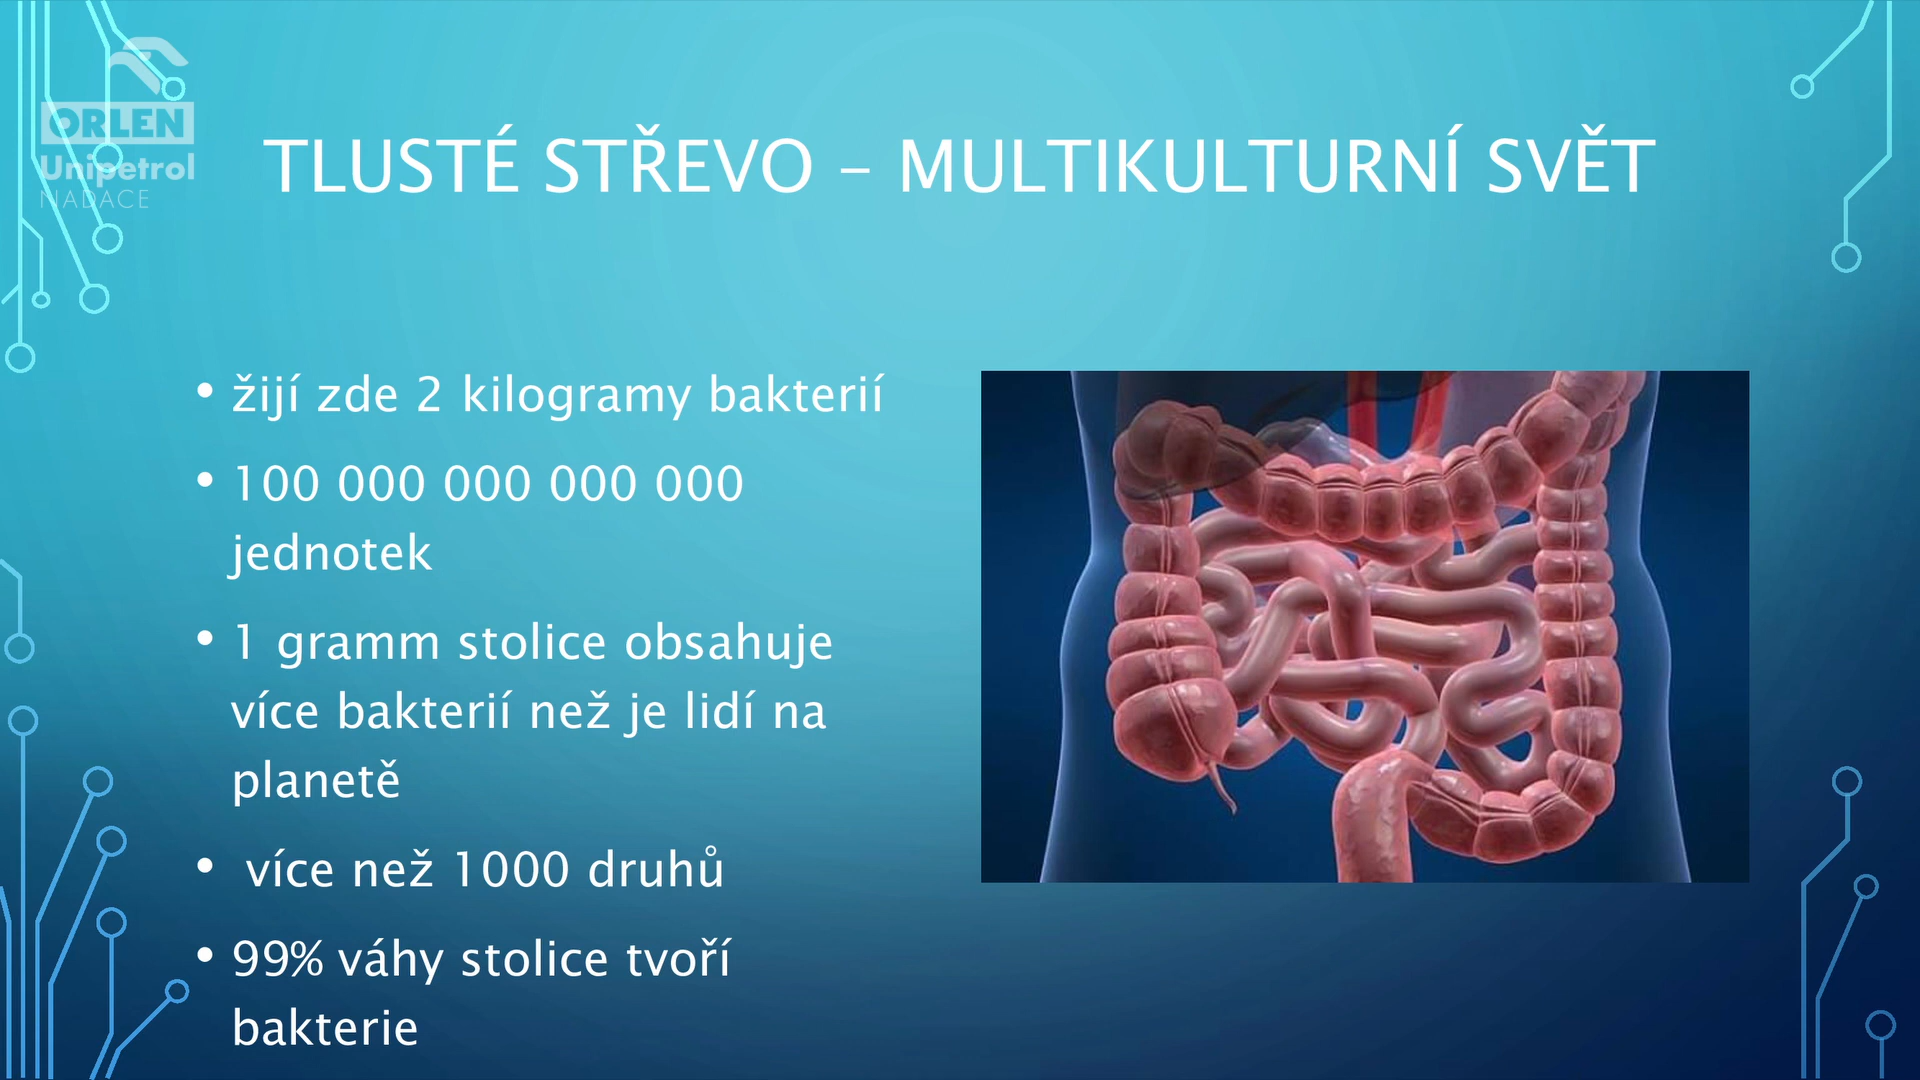 ORLEN
Unipetrol
NADACE
TLUSTÉ STŘEVO – MULTIKULTURNÍ SVĚT
• žijí zde 2 kilogramy bakterií
• 100 000 000 000 000
jednotek
• 1 gramm stolice obsahuje
více bakterií než je lidí na
planetě
• více než 1000 druhů
• 99% váhy stolice tvoří
bakterie